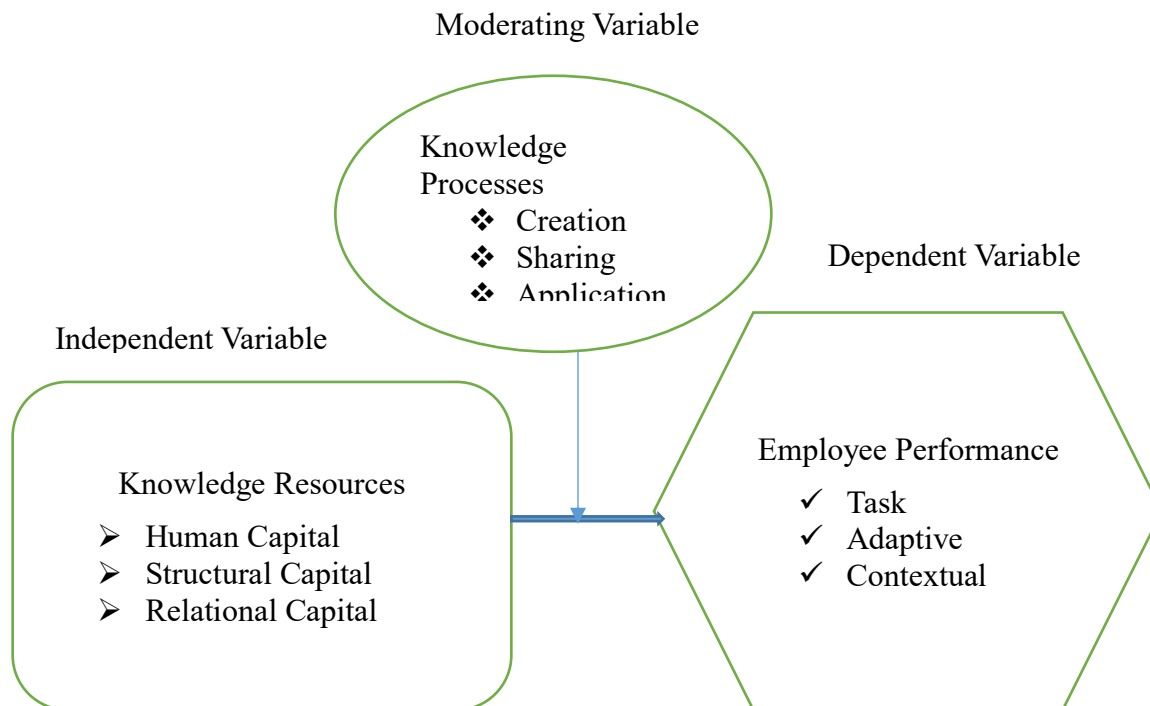 Moderating Variable
Knowledge
Processes
❖ Creation
❖ Sharing
❖ Application
Dependent Variable
Independent Variable
Employee Performance
✓ Task
✓ Adaptive
✓ Contextual
Knowledge Resources
➢ Human Capital
➢ Structural Capital
➢ Relational Capital